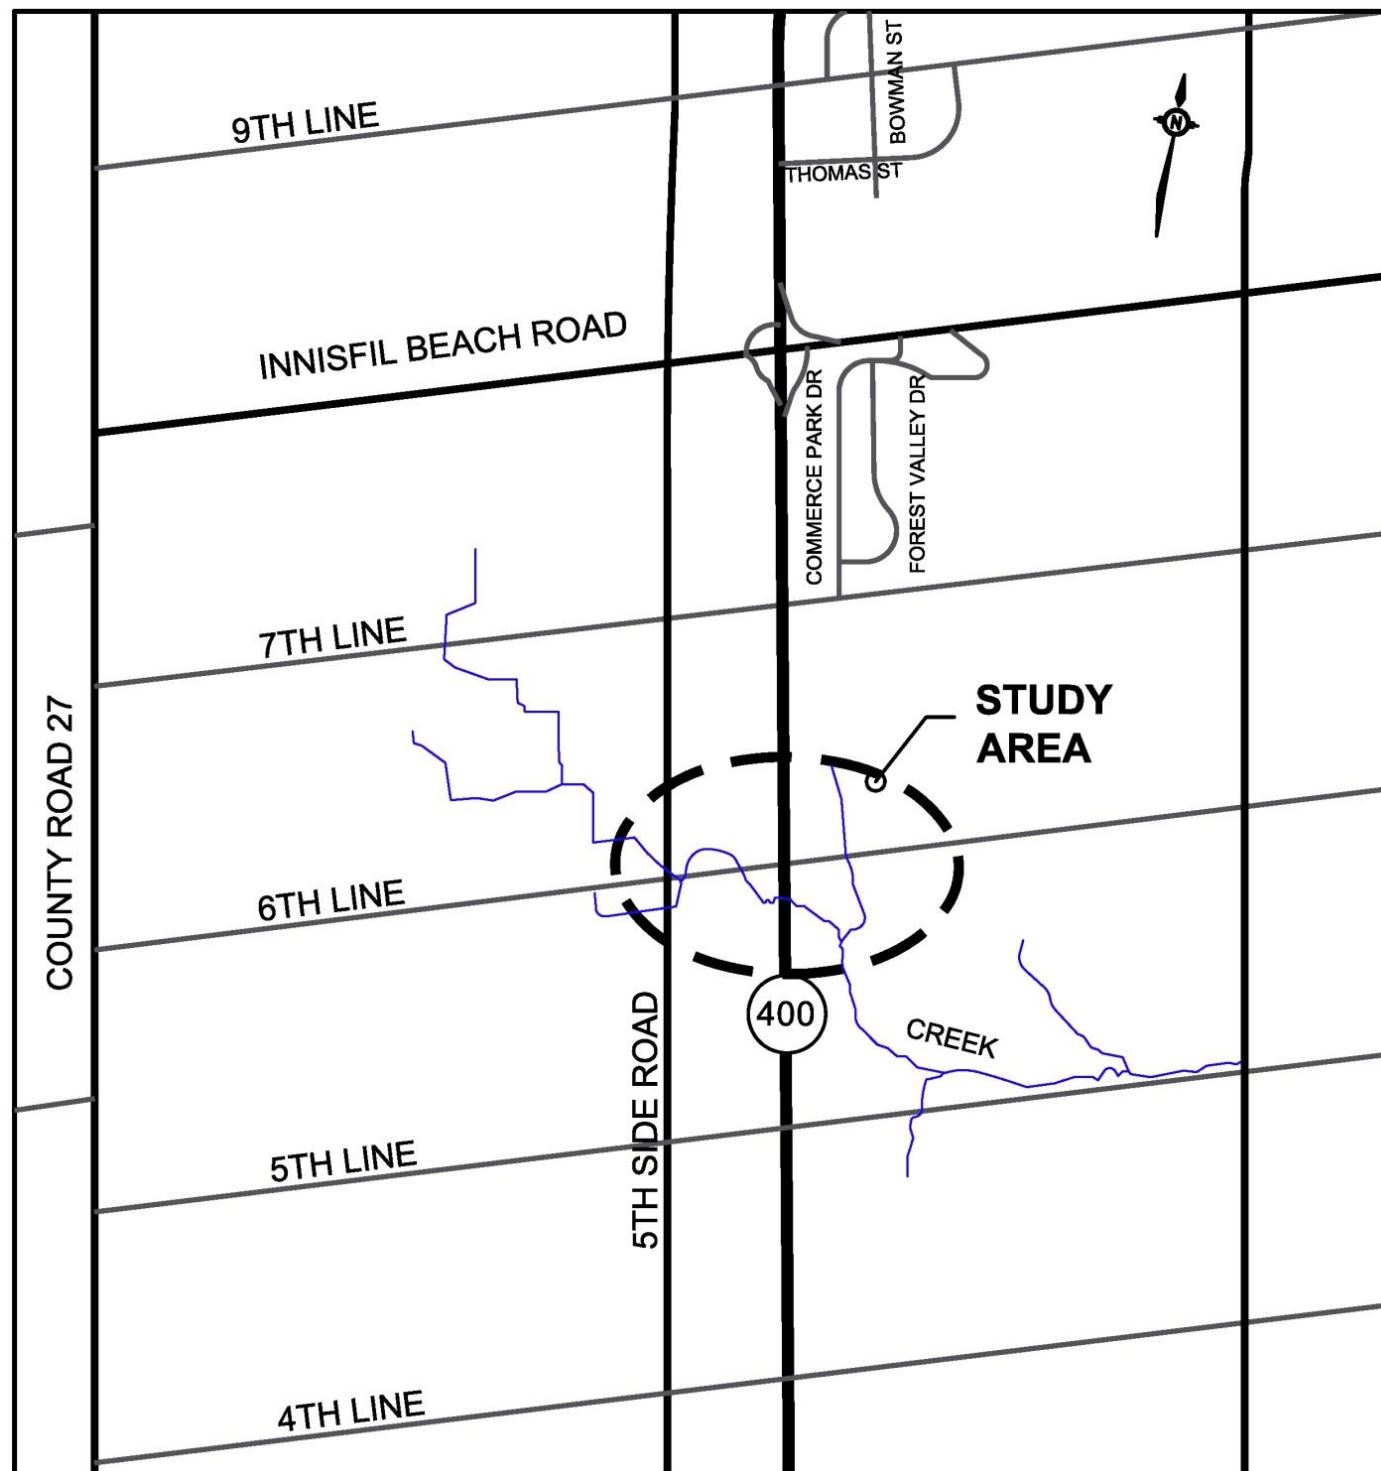 BOWMAN ST
9TH LINE
N
THOMAS ST
INNISFIL BEACH ROAD
COMMERCE PARK DR
FOREST VALLEY DR
7TH LINE
STUDY
AREA
COUNTY ROAD 27
6TH LINE
5TH SIDE ROAD
400
CREEK
5TH LINE
4TH LINE